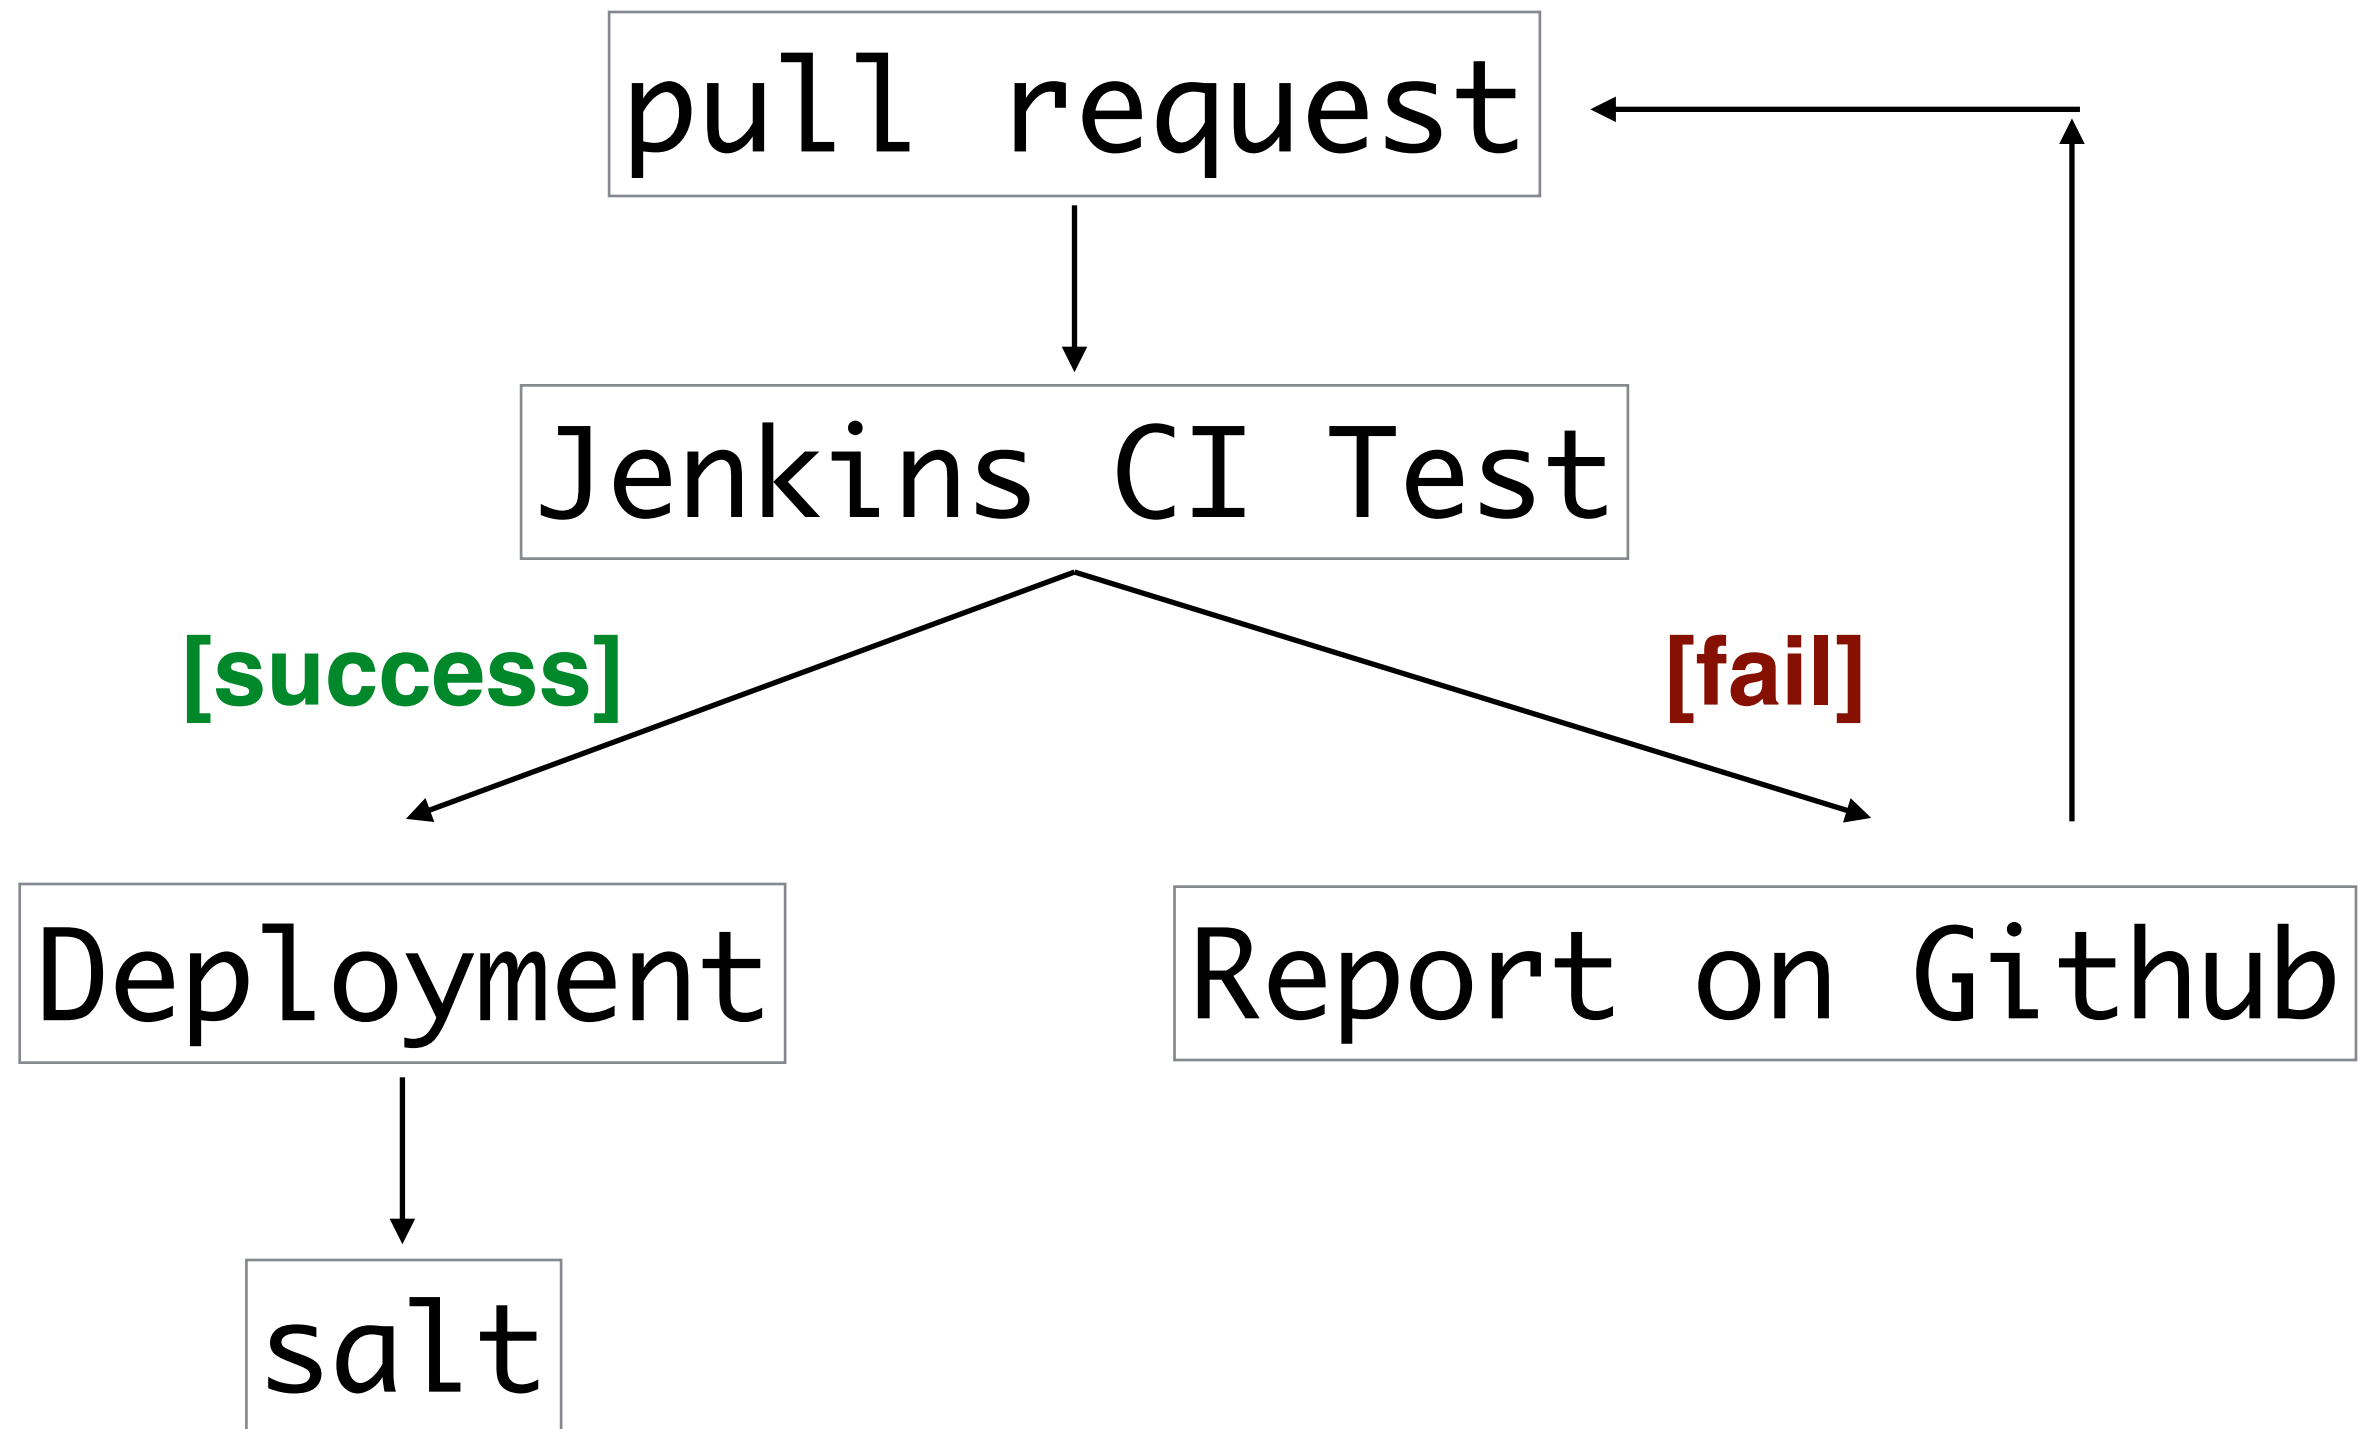 pull request
Jenkins CI Test
[success]
[fail]
Deployment
Report on Github
salt